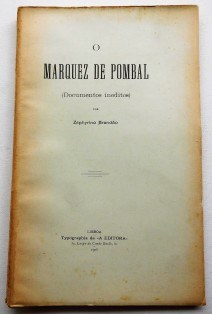 O
MARQUEZ DE POMBAL
(Documentos ineditos)
POR
Zephyrino Brandão
LISBOA
Typographia de «A EDITORA»